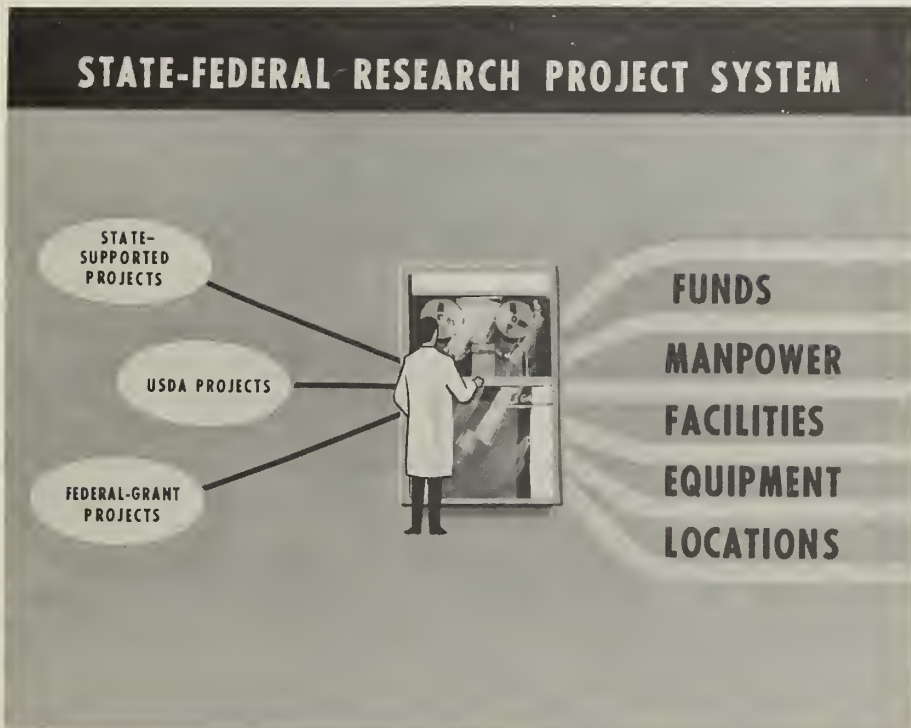 STATE-FEDERAL RESEARCH PROJECT SYSTEM
STATE-
SUPPORTED
PROJECTS
USDA PROJECTS
FEDERAL-GRANT
PROJECTS
FUNDS
MANPOWER
FACILITIES
EQUIPMENT
LOCATIONS